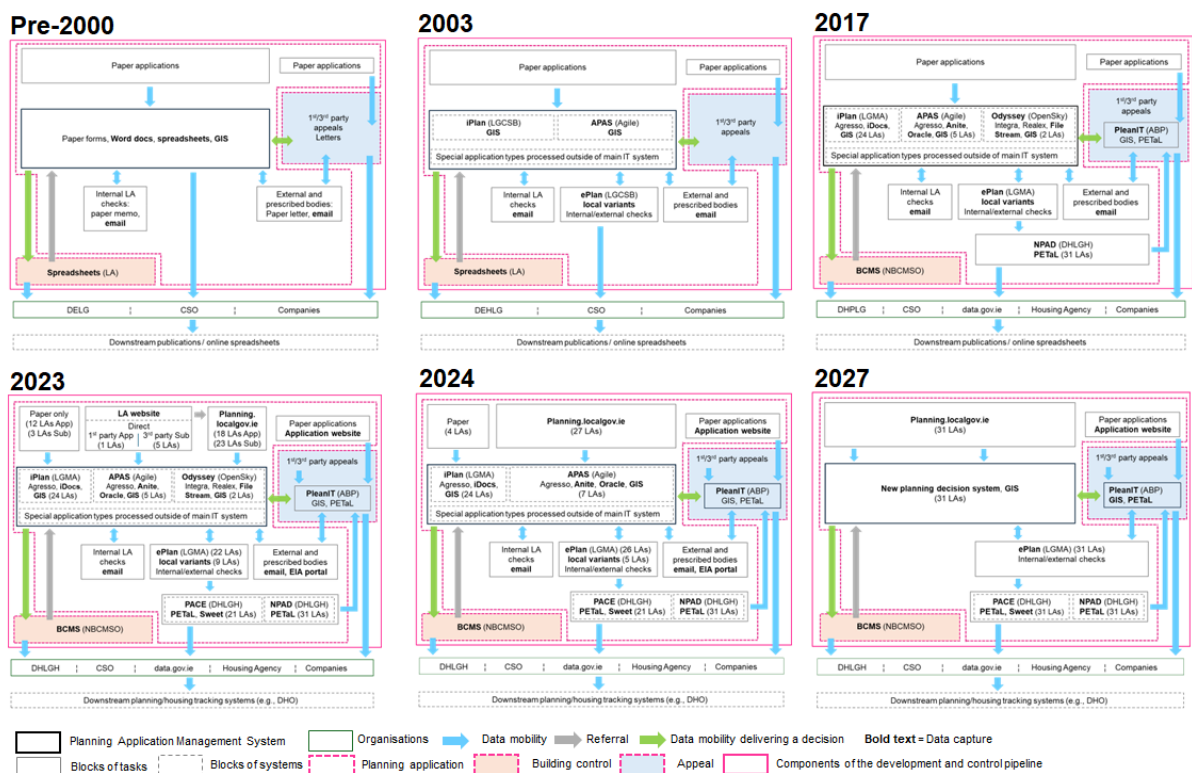 Pre-2000
Paper applications
Paper applications
Paper forms, Word docs, spreadsheets, GIS
1st/3rd party
appeals
Letters
Internal LA
checks:
paper memo,
email
External and
prescribed bodies:
Paper letter, email
Spreadsheets (LA)
DELG
CSO
Companies
Downstream publications / online spreadsheets
2003
Paper applications
Paper applications
iPlan (LGCSB)
GIS
APAS (Agile)
GIS
Special application types processed outside of main IT system
1st/3rd party
appeals
Internal LA
checks
email
ePlan (LGCSB)
local variants
Internal/external checks
External and
prescribed bodies
email
Spreadsheets (LA)
DEHLG
CSO
Companies
Downstream publications / online spreadsheets
2017
Paper applications
Paper applications
iPlan (LGMA)
Agresso, iDocs,
GIS (24 LAs)
APAS (Agile)
Agresso, Anite,
Oracle, GIS (5 LAs)
Odyssey (OpenSky)
Integra, Realex, File
Stream, GIS (2 LAs)
Special application types processed outside of main IT system
1st/3rd party
appeals
PleanIT (ABP)
GIS, PETaL
Internal LA
checks
email
ePlan (LGMA)
local variants
Internal/external checks
External and
prescribed bodies
email
NPAD (DHLGH)
PETaL (31 LAs)
BCMS (NBCMSO)
DHPLG
CSO
data.gov.ie
Housing Agency
Companies
Downstream publications / online spreadsheets
2023
Paper only
(12 LAs App)
(3 LAs Sub)
LA website
Direct
1st party App
(1 LAs)
3rd party Sub
(5 LAs)
Planning.
localgov.ie
(18 LAs App)
(23 LAs Sub)
Paper applications
Application website
iPlan (LGMA)
Agresso, iDocs,
GIS (24 LAs)
APAS (Agile)
Agresso, Anite,
Oracle, GIS (5 LAs)
Odyssey (OpenSky)
Integra, Realex, File
Stream, GIS (2 LAs)
Special application types processed outside of main IT system
1st/3rd party appeals
PleanIT (ABP)
GIS, PETaL
Internal LA
checks
email
ePlan (LGMA) (22 LAs)
local variants (9 LAs)
Internal/external checks
External and
prescribed bodies
email, EIA portal
PACE (DHLGH)
PETaL, Sweet (21 LAs)
NPAD (DHLGH)
PETaL (31 LAs)
BCMS (NBCMSO)
DHLGH
CSO
data.gov.ie
Housing Agency
Companies
Downstream planning/housing tracking systems (e.g., DHO)
2024
Paper
(4 LAs)
Planning.localgov.ie
(27 LAs)
Paper applications
Application website
iPlan (LGMA)
Agresso, iDocs,
GIS (24 LAs)
APAS (Agile)
Agresso, Anite, Oracle, GIS
(7 LAs)
Special application types processed outside of main IT system
1st/3rd party appeals
PleanIT (ABP)
GIS, PETaL
Internal LA
checks
email
ePlan (LGMA) (26 LAs)
local variants (5 LAs)
Internal/external checks
External and
prescribed bodies
email, EIA portal
PACE (DHLGH)
PETaL, Sweet (21 LAs)
NPAD (DHLGH)
PETaL (31 LAs)
BCMS (NBCMSO)
DHLGH
CSO
data.gov.ie
Housing Agency
Companies
Downstream planning/housing tracking systems (e.g., DHO)
2027
Planning.localgov.ie
(31 LAs)
Paper applications
Application website
New planning decision system, GIS
(31 LAs)
1st/3rd party appeals
PleanIT (ABP)
GIS, PETaL
ePlan (LGMA) (31 LAs)
Internal/external checks
PACE (DHLGH)
PETaL, Sweet (31 LAs)
NPAD (DHLGH)
PETaL (31 LAs)
BCMS (NBCMSO)
DHLGH
CSO
data.gov.ie
Housing Agency
Companies
Downstream planning/housing tracking systems (e.g., DHO)
Planning Application Management System
Organisations
Data mobility
Referral
Data mobility delivering a decision
Bold text = Data capture
Blocks of tasks
Blocks of systems
Planning application
Building control
Appeal
Components of the development and control pipeline